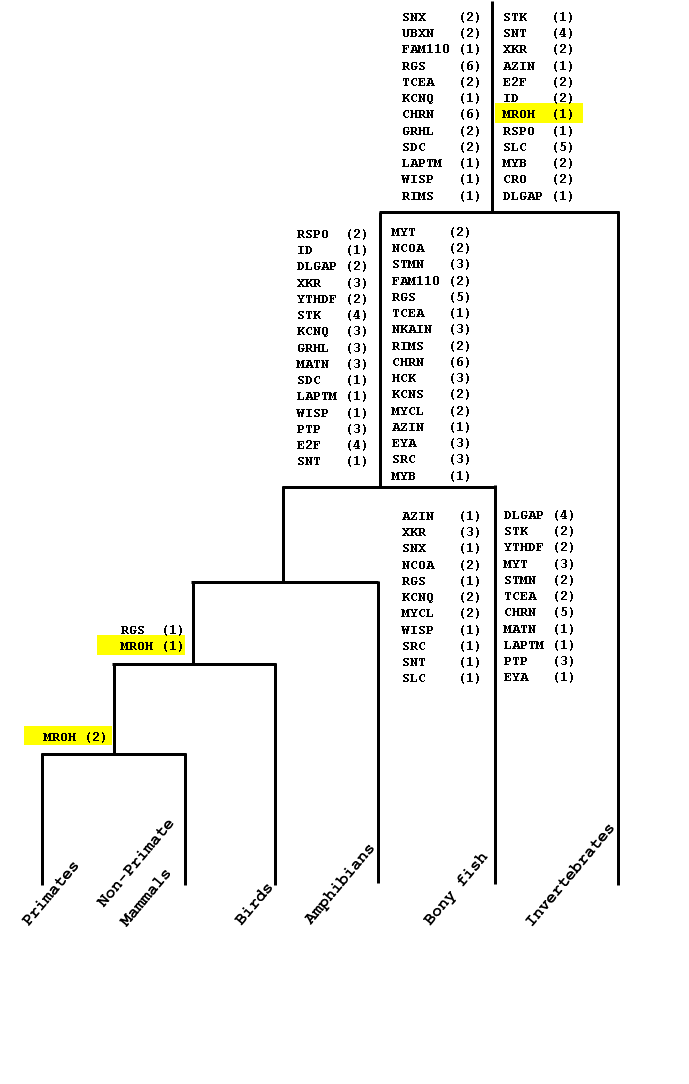 SNX (2)
UBXN (2)
FAM110 (1)
RGS (6)
TCEA (2)
KCNQ (1)
CHRN (6)
GRHL (2)
SDC (2)
LAPTM (1)
WISP (1)
RIMS (1)
STK (1)
SNT (4)
XKR (2)
AZIN (1)
E2F (2)
ID (2)
MROH (1)
RSPO (1)
SLC (5)
MYB (2)
CRO (2)
DLGAP (1)
RSPO (2)
ID (1)
DLGAP (2)
XKR (3)
YTHDF (2)
STK (4)
KCNQ (3)
GRHL (3)
MATN (3)
SDC (1)
LAPTM (1)
WISP (1)
PTP (3)
E2F (4)
SNT (1)
MYT (2)
NCOA (2)
STMN (3)
FAM110 (2)
RGS (5)
TCEA (1)
NKAIN (3)
RIMS (2)
CHRN (6)
HCK (3)
KCNS (2)
MYCL (2)
AZIN (1)
EYA (3)
SRC (3)
MYB (1)
AZIN (1)
XKR (3)
SNX (1)
NCOA (2)
RGS (1)
KCNQ (2)
MYCL (2)
WISP (1)
SRC (1)
SNT (1)
SLC (1)
DLGAP (4)
STK (2)
YTHDF (2)
MYT (3)
STMN (2)
TCEA (2)
CHRN (5)
MATN (1)
LAPTM (1)
PTP (3)
EYA (1)
RGS (1)
MROH (1)
MROH (2)
Primates
Non-Primate
Mammals
Birds
Amphibians
Bony fish
Invertebrates